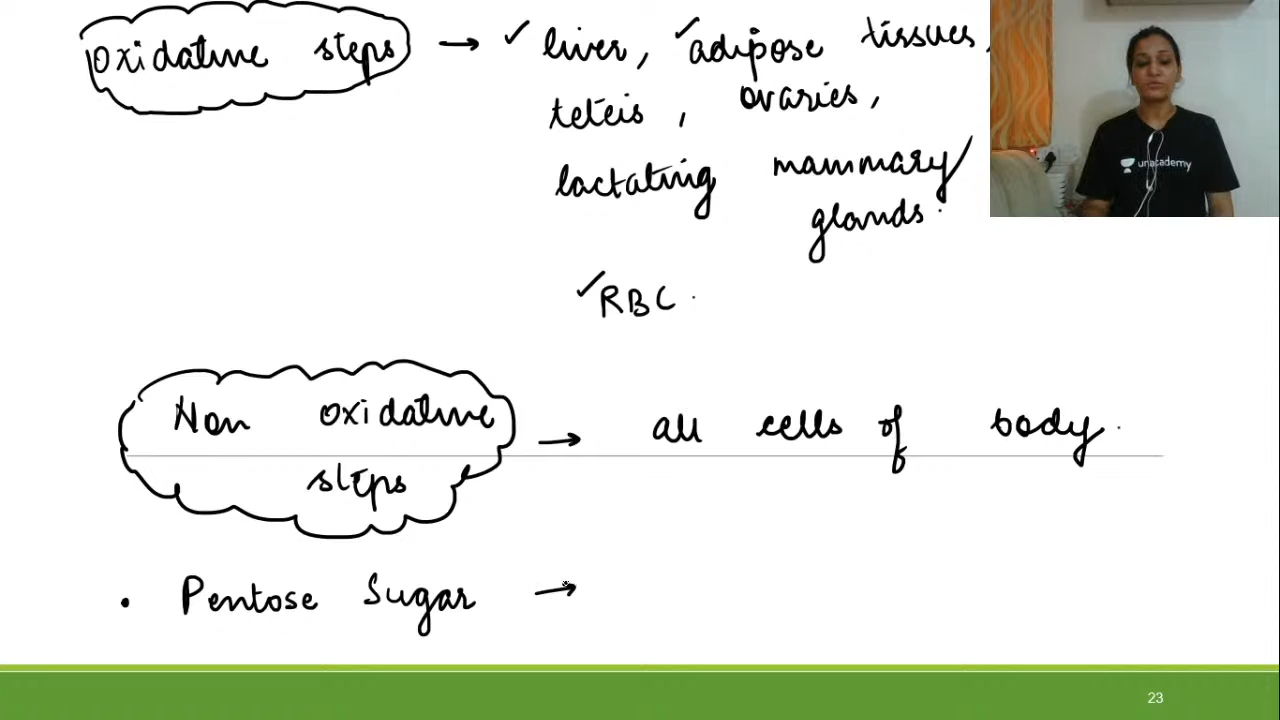 oxidative steps → ✓ liver, ✓ adipose tissues,
teteis, ovaries,
lactating mammary
glands.
✓ RBC.
Non oxidative
steps → all cells of body.
• Pentose Sugar →
unacademy
23